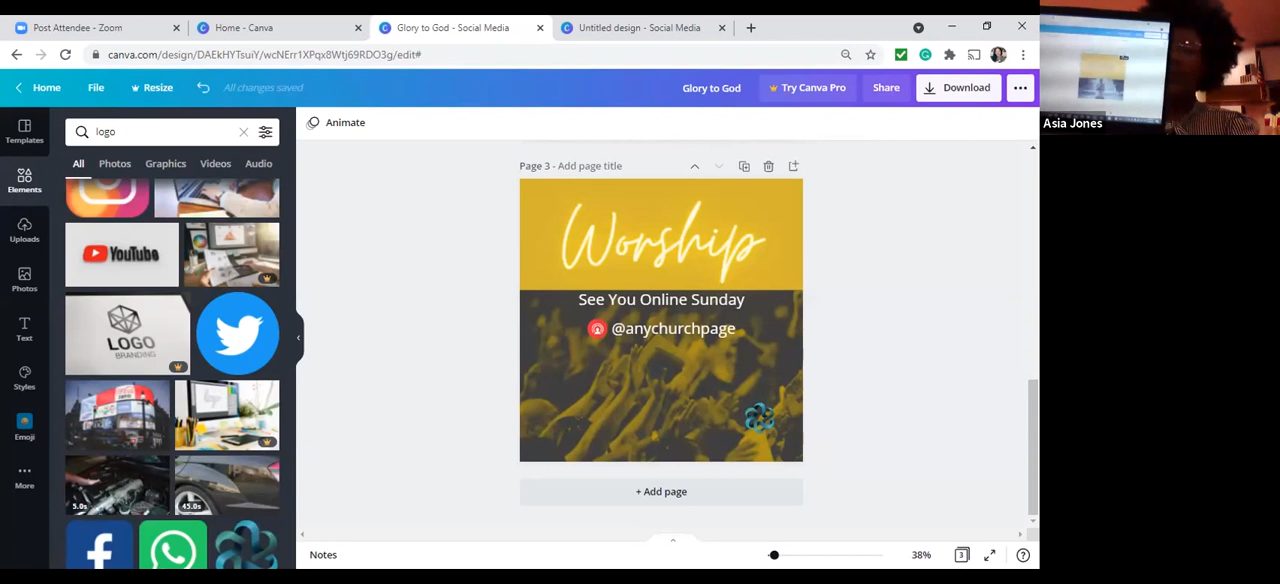 Post Attendee - Zoom
Home - Canva
Glory to God - Social Media
Untitled design - Social Media
canva.com/design/DAEkHYTsuiY/wcNErr1XPqx8Wtj69RDO3g/edit#
Home
File
Resize
All changes saved
Glory to God
Try Canva Pro
Share
Download
Asia Jones
Templates
Elements
Uploads
Photos
Text
Styles
Emoji
More
logo
All
Photos
Graphics
Videos
Audio
YouTube
LOGO
BRANDING
5.0s
45.0s
Animate
Page 3 - Add page title
Worship
See You Online Sunday
@anychurchpage
+ Add page
Notes
38%
3